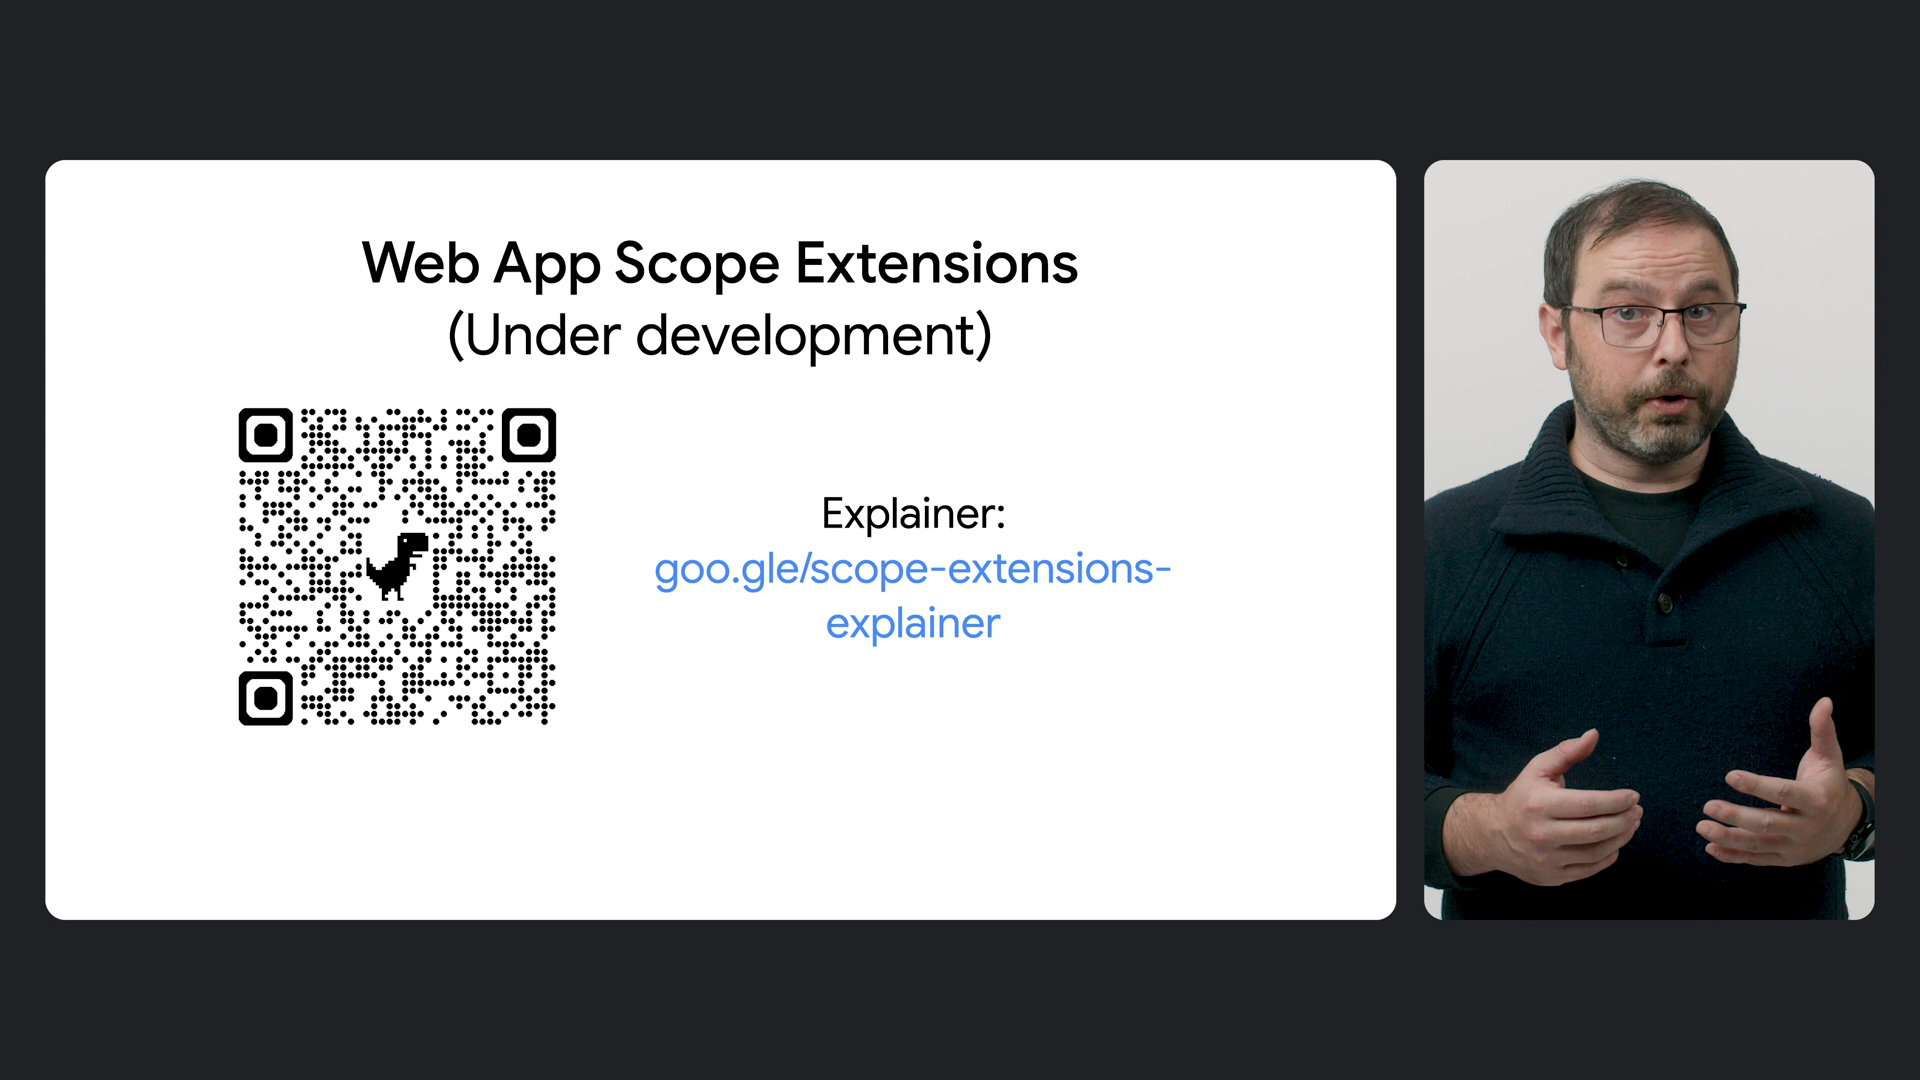 Web App Scope Extensions
(Under development)
Explainer:
goo.gle/scope-extensions-
explainer